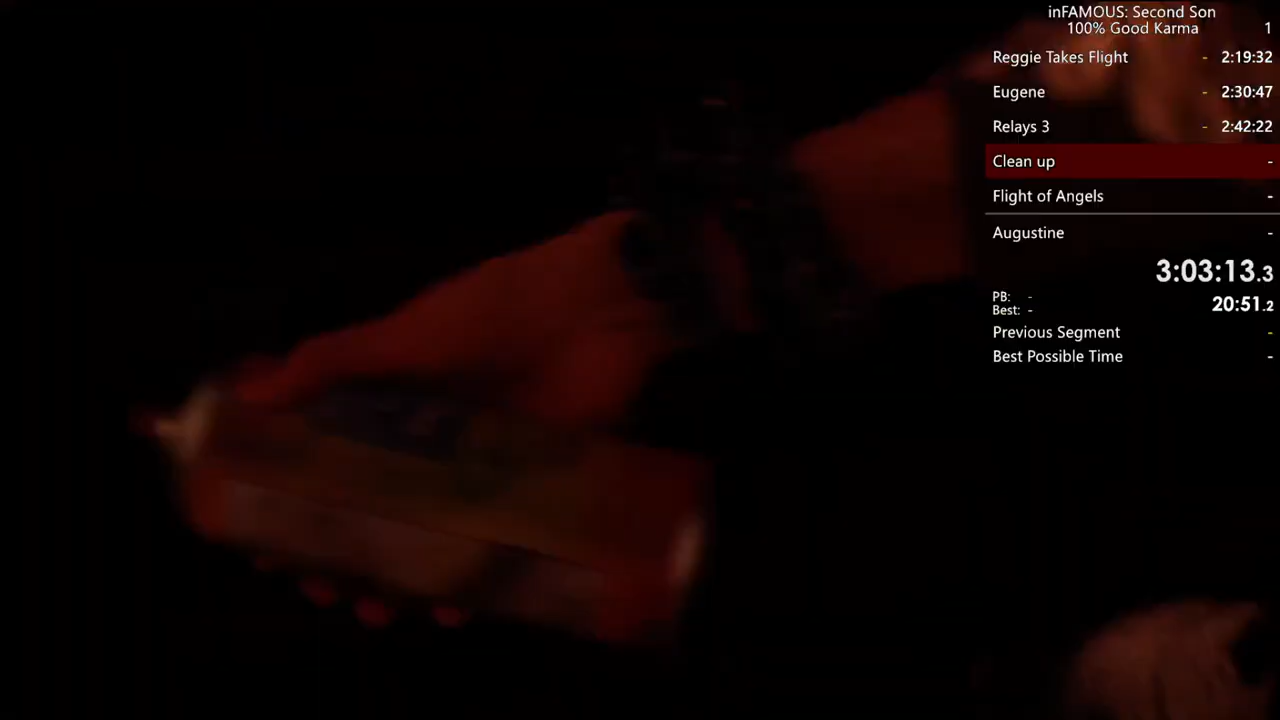 inFAMOUS: Second Son
100% Good Karma 1
Reggie Takes Flight - 2:19:32
Eugene - 2:30:47
Relays 3 - 2:42:22
Clean up -
Flight of Angels -
Augustine -
3:03:13.3
PB: - 20:51.2
Best: -
Previous Segment -
Best Possible Time -